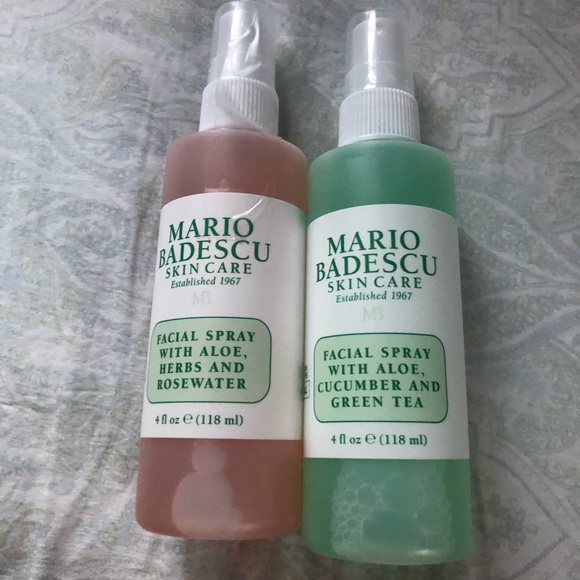 MARIO
BADESCU
SKIN CARE
Established 1967
MB
FACIAL SPRAY
WITH ALOE,
HERBS AND
ROSEWATER
4 fl oz ℮ (118 ml)
MARIO
BADESCU
SKIN CARE
Established 1967
MB
FACIAL SPRAY
WITH ALOE,
CUCUMBER AND
GREEN TEA
4 fl oz ℮ (118 ml)